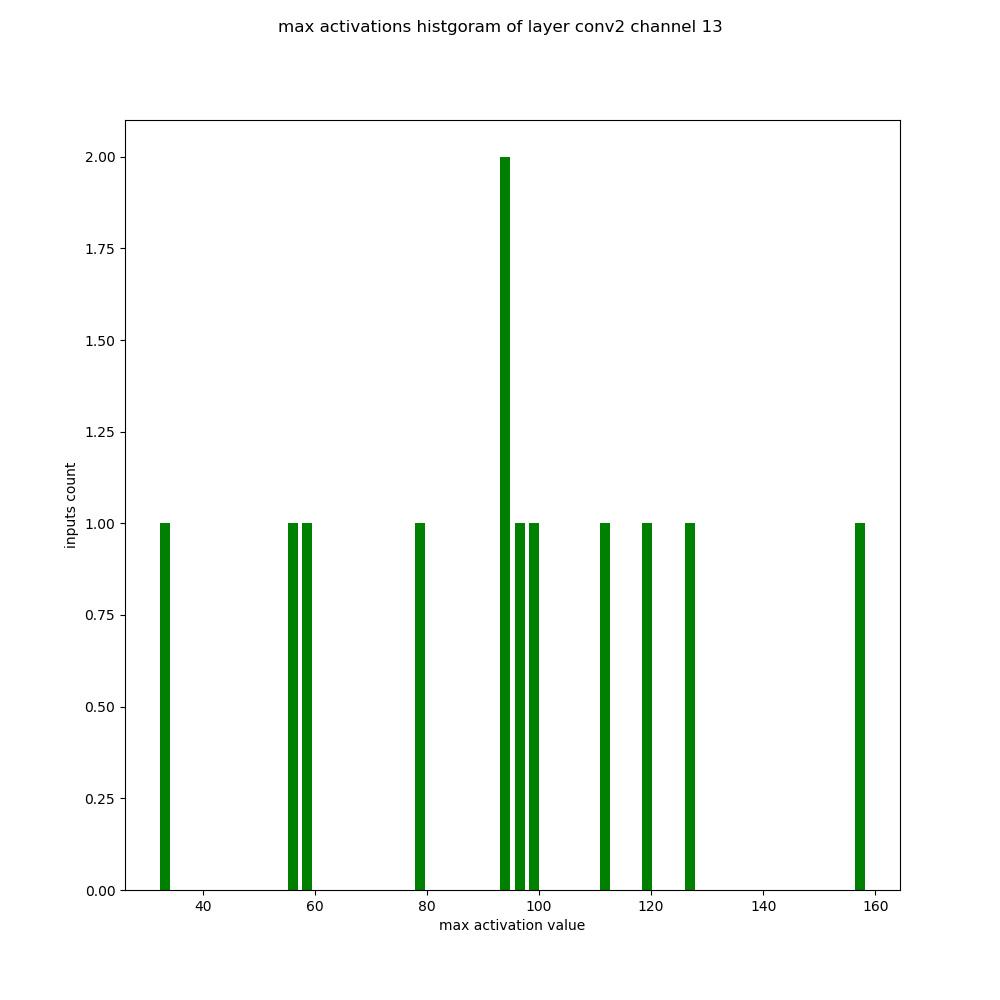 max activations histgoram of layer conv2 channel 13
2.00
1.75
1.50
1.25
1.00
0.75
0.50
0.25
0.00
inputs count
40 60 80 100 120 140 160
max activation value